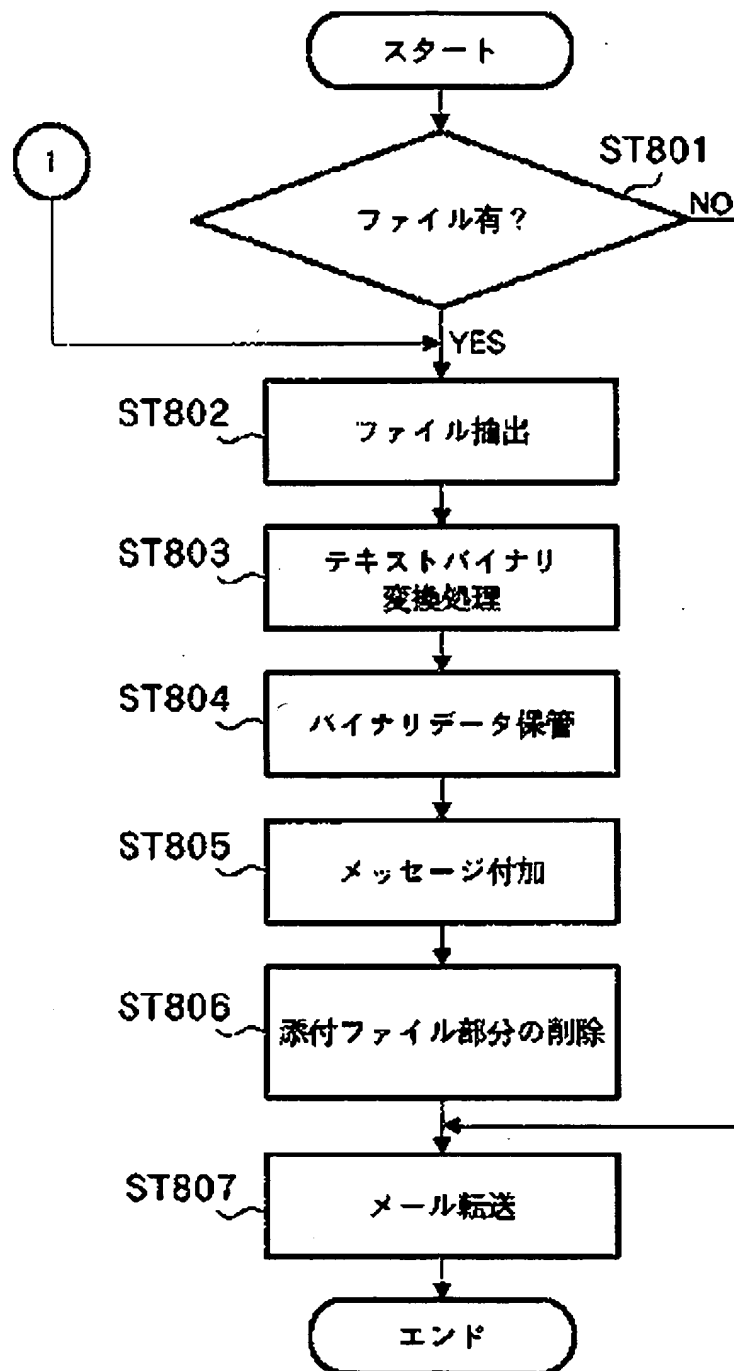 スタート
1
ST801
ファイル有?
NO
YES
ST802
ファイル抽出
ST803
テキストバイナリ
変換処理
ST804
バイナリデータ保管
ST805
メッセージ付加
ST806
添付ファイル部分の削除
ST807
メール転送
エンド